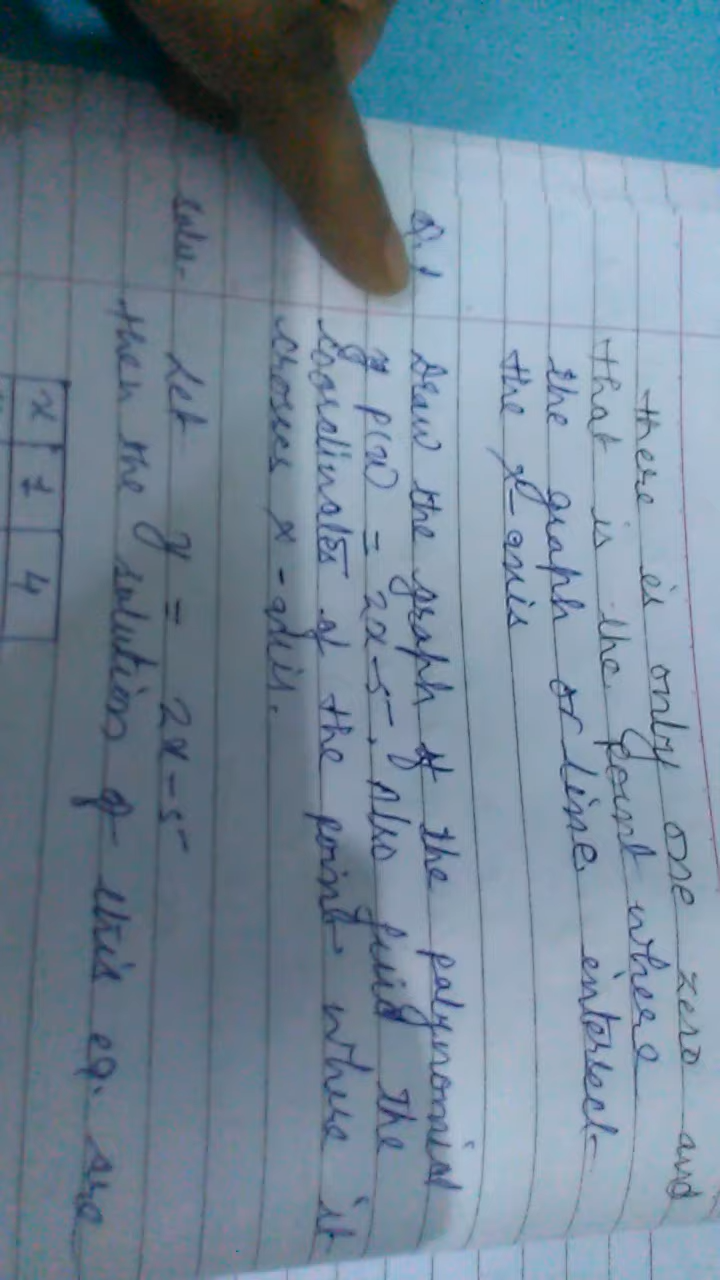 there is only one zero and
that is the point where
the graph or line intersect
the x-axis
Q.1 Draw the graph of the polynomial
p(x) = 2x-5. Also find the
coordinates of the point where it
crosses x-axis.
Solu- Let y = 2x-5
then the solution of this eq. are
x 1 4